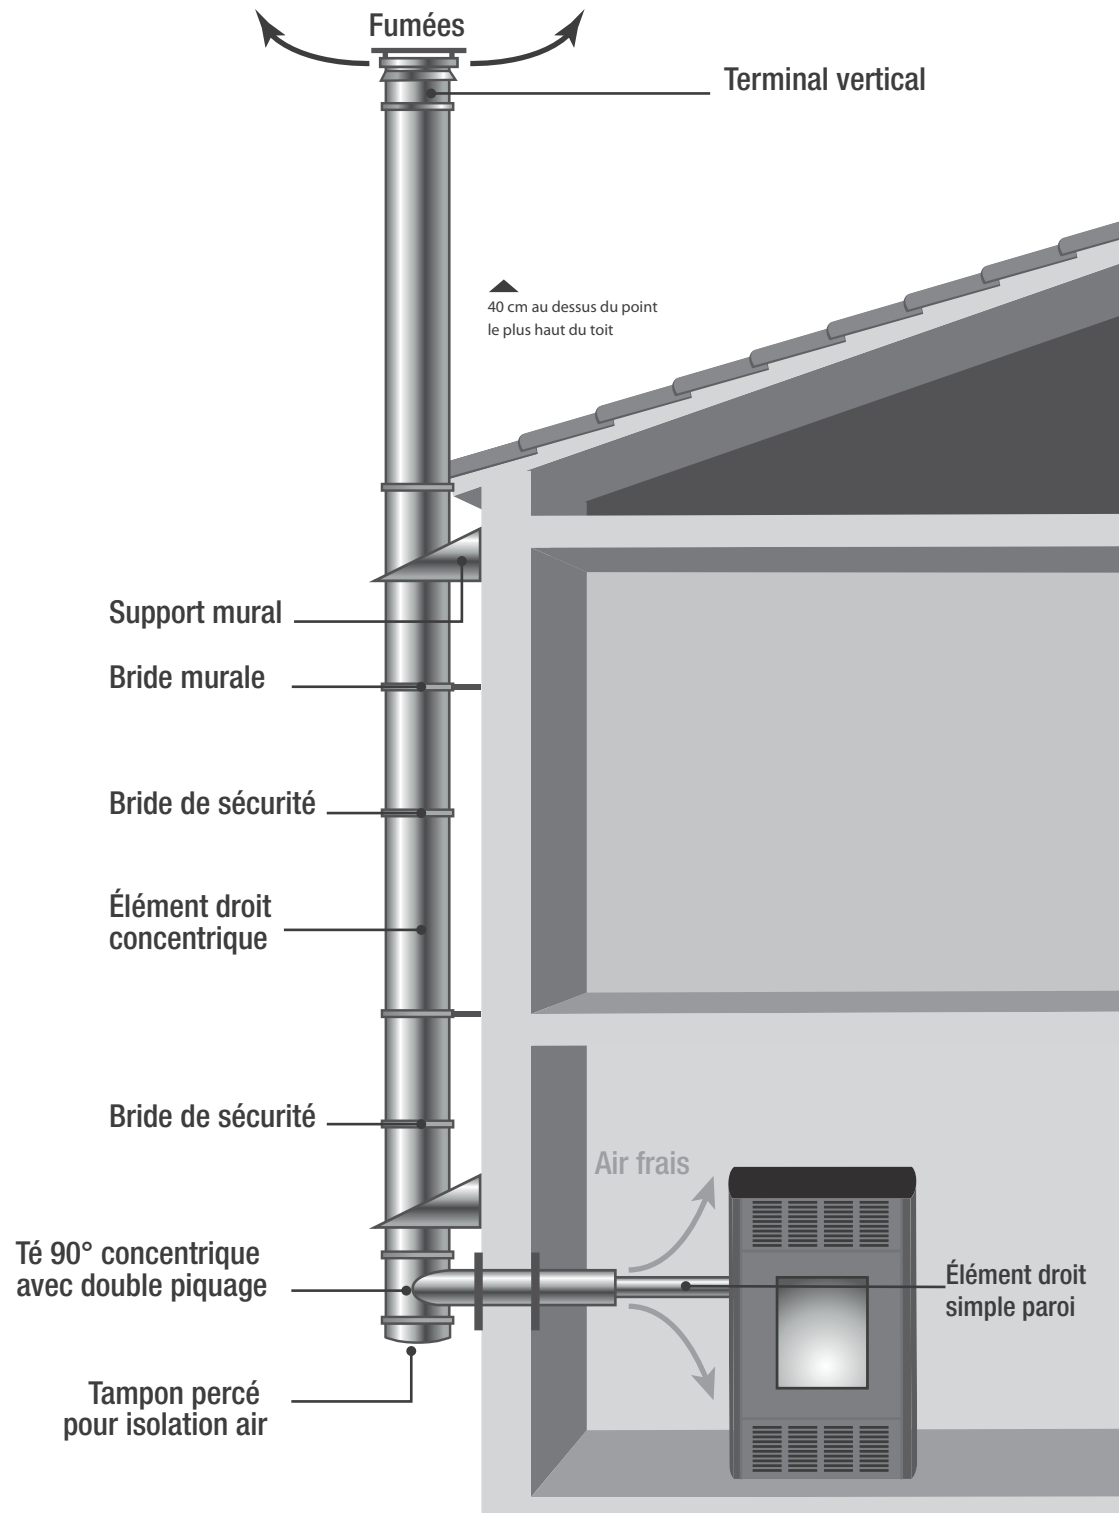 Fumées
Terminal vertical
40 cm au dessus du point
le plus haut du toit
Support mural
Bride murale
Bride de sécurité
Élément droit
concentrique
Bride de sécurité
Air frais
Té 90° concentrique
avec double piquage
Élément droit
simple paroi
Tampon percé
pour isolation air